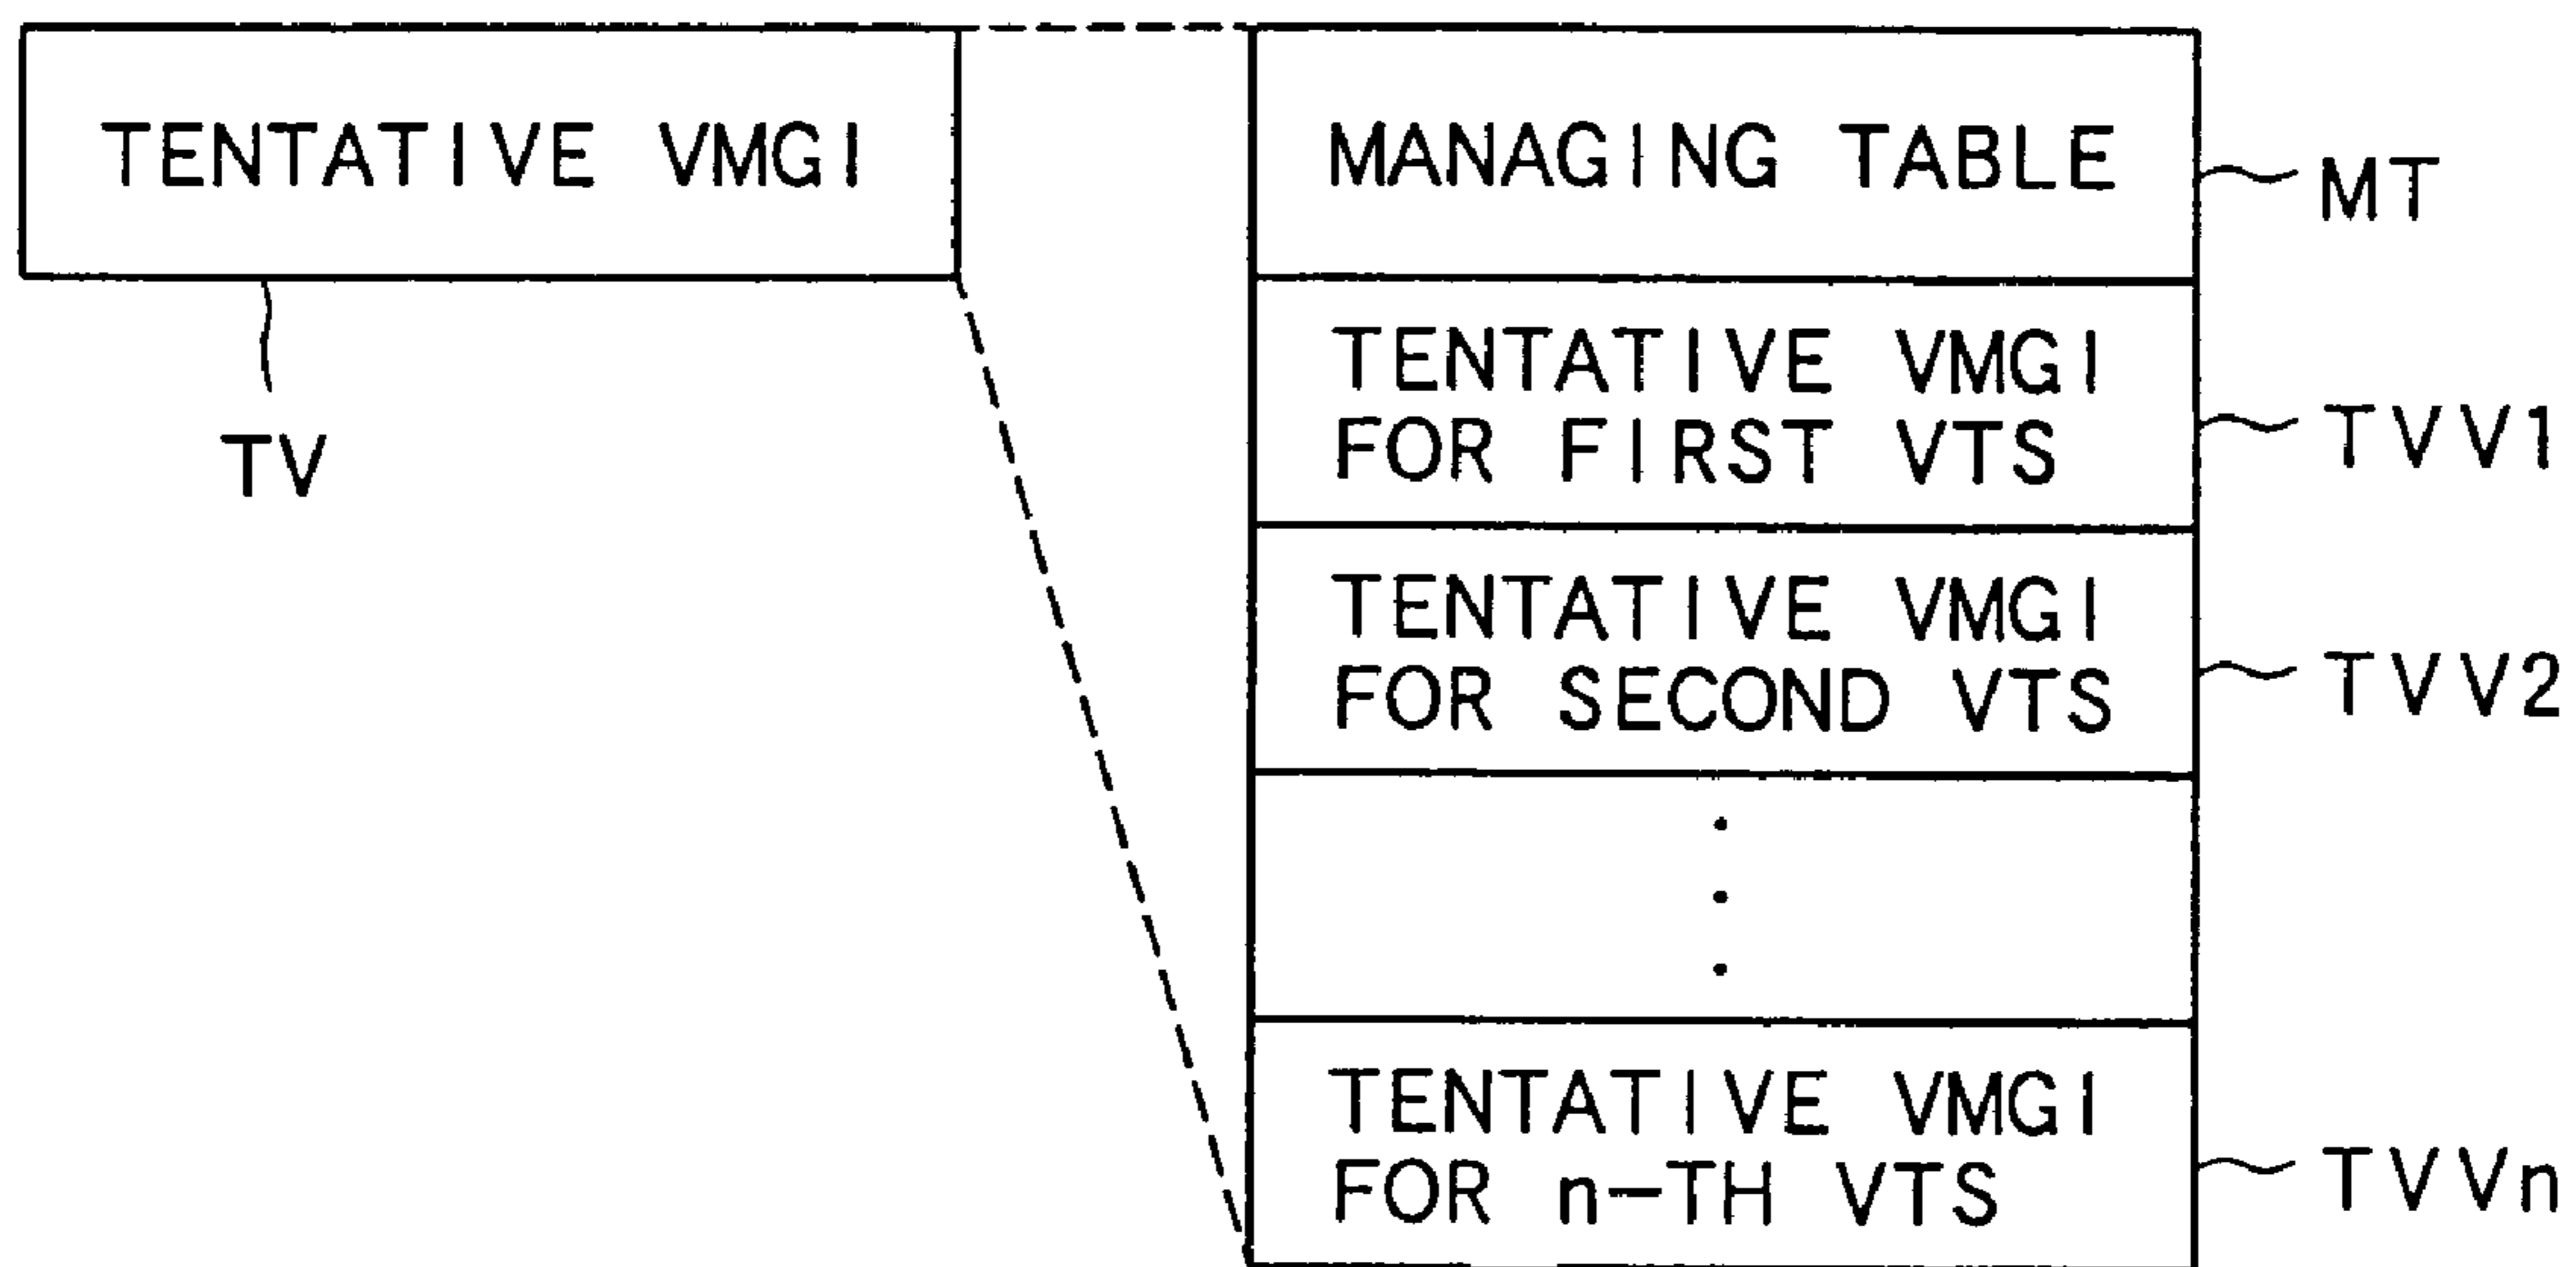 TENTATIVE VMGI
TV
MANAGING TABLE
MT
TENTATIVE VMGI
FOR FIRST VTS
TVV1
TENTATIVE VMGI
FOR SECOND VTS
TVV2
TENTATIVE VMGI
FOR n-TH VTS
TVVn